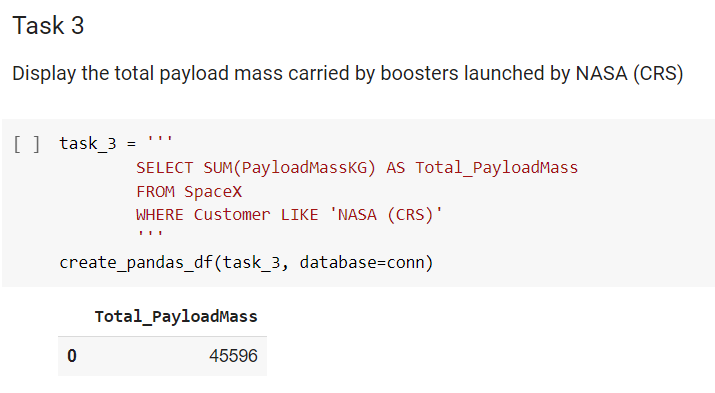 Task 3
Display the total payload mass carried by boosters launched by NASA (CRS)
[ ] task_3 = '''
SELECT SUM(PayloadMassKG) AS Total_PayloadMass
FROM SpaceX
WHERE Customer LIKE 'NASA (CRS)'
'''
create_pandas_df(task_3, database=conn)
Total_PayloadMass
0 45596